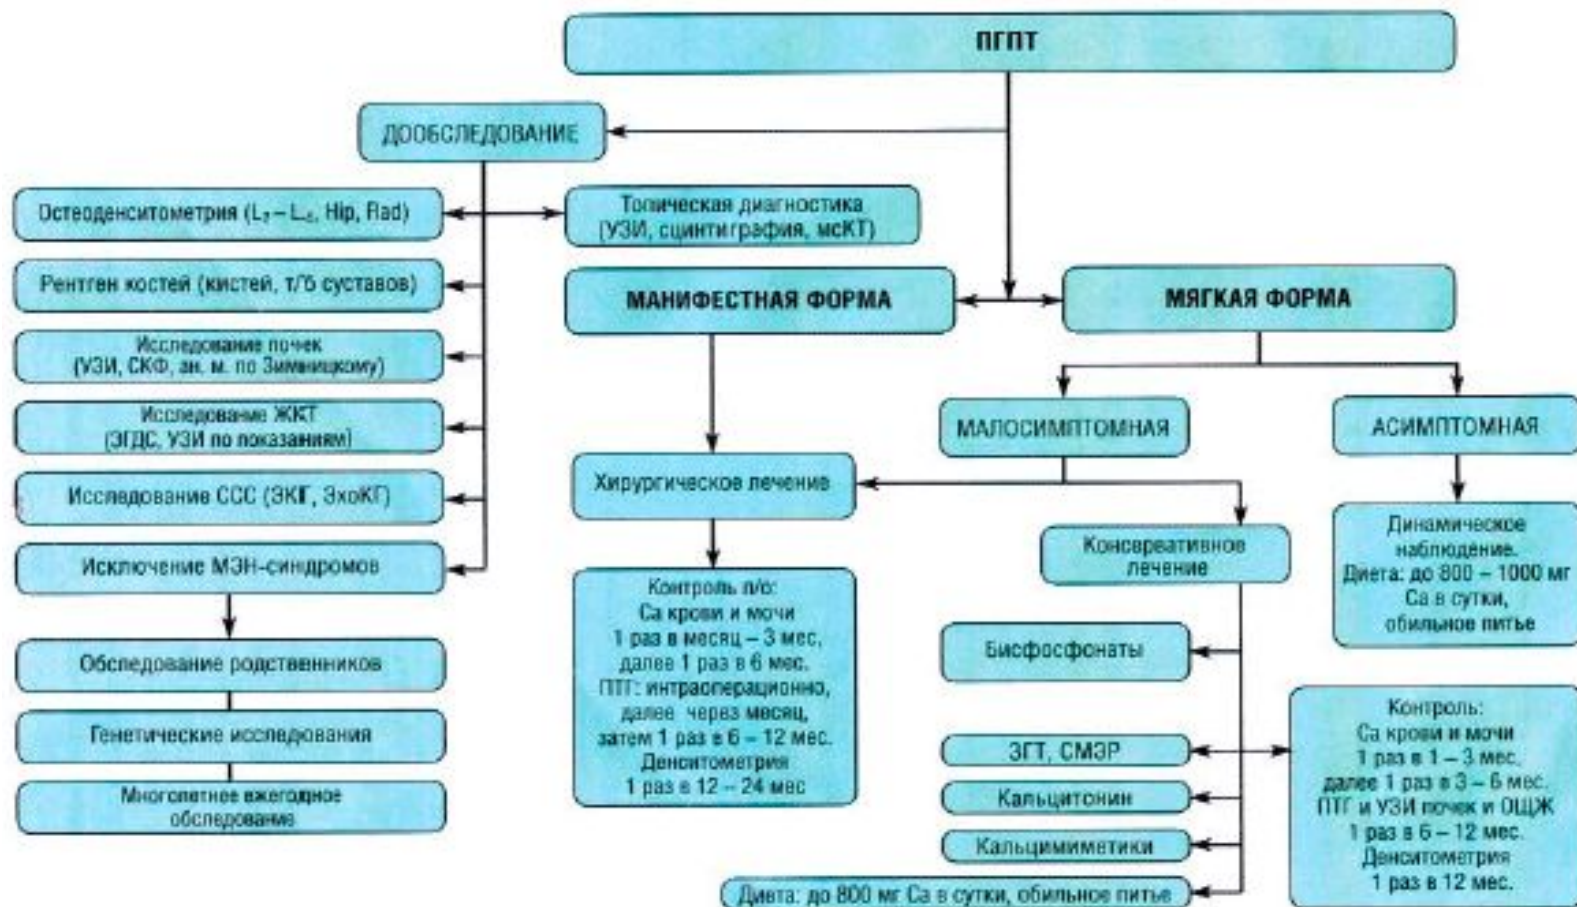 ПГПТ
ДООБСЛЕДОВАНИЕ
Остеоденситометрия (L₂ – L₄, Hip, Rad)
Топическая диагностика
(УЗИ, сцинтиграфия, мсКТ)
Рентген костей (кистей, т/б суставов)
Исследование почек
(УЗИ, СКФ, ан. м. по Зимницкому)
Исследование ЖКТ
(ЭГДС, УЗИ по показаниям)
Исследование ССС (ЭКГ, ЭхоКГ)
Исключение МЭН-синдромов
Обследование родственников
Генетические исследования
Многолетнее ежегодное
обследование
МАНИФЕСТНАЯ ФОРМА
МЯГКАЯ ФОРМА
МАЛОСИМПТОМНАЯ
АСИМПТОМНАЯ
Хирургическое лечение
Контроль п/о:
Са крови и мочи
1 раз в месяц – 3 мес,
далее 1 раз в 6 мес.
ПТГ: интраоперационно,
далее через месяц,
затем 1 раз в 6 – 12 мес.
Денситометрия
1 раз в 12 – 24 мес
Консервативное
лечение
Динамическое
наблюдение.
Диета: до 800 – 1000 мг
Са в сутки,
обильное питье
Бисфосфонаты
ЗГТ, СМЭР
Кальцитонин
Кальцимиметики
Диета: до 800 мг Са в сутки, обильное питье
Контроль:
Са крови и мочи
1 раз в 1 – 3 мес,
далее 1 раз в 3 – 6 мес.
ПТГ и УЗИ почек и ОЩЖ
1 раз в 6 – 12 мес.
Денситометрия
1 раз в 12 мес.